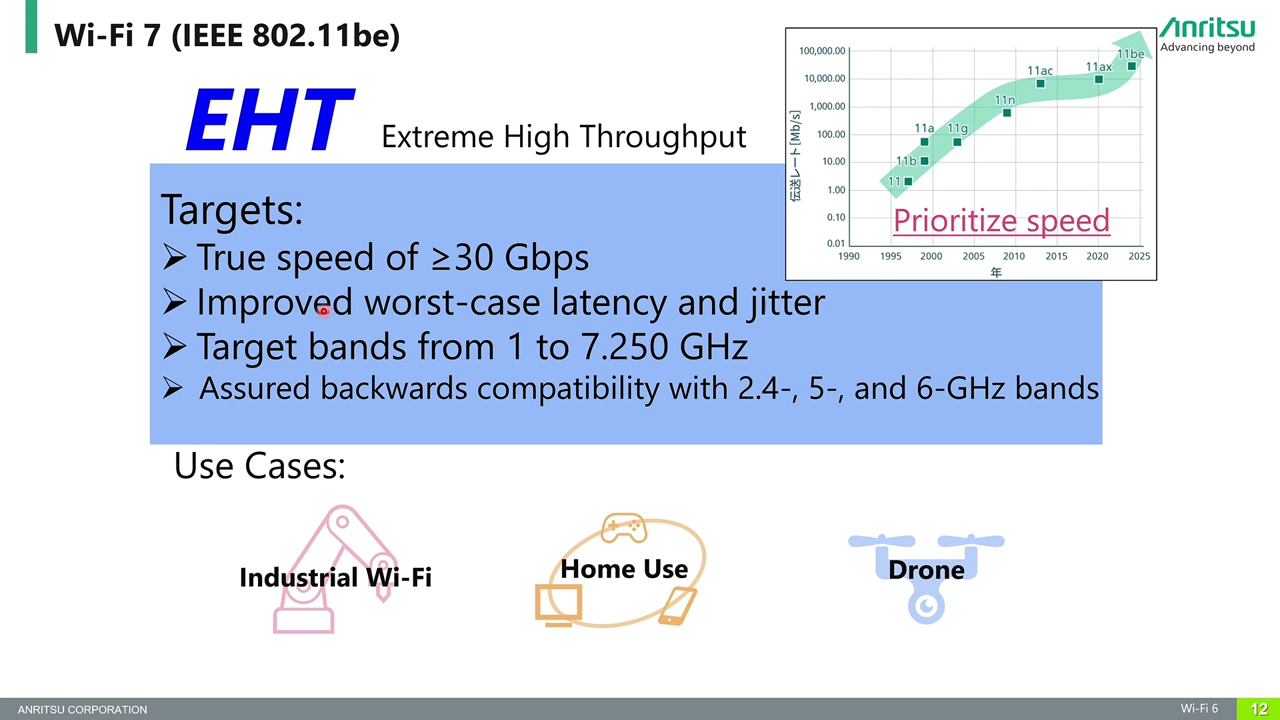 Wi-Fi 7 (IEEE 802.11be)
Anritsu
Advancing beyond
EHT Extreme High Throughput
Targets:
➢ True speed of ≥30 Gbps
➢ Improved worst-case latency and jitter
➢ Target bands from 1 to 7.250 GHz
➢ Assured backwards compatibility with 2.4-, 5-, and 6-GHz bands
伝送レート [Mb/s]
100,000.00
10,000.00
1,000.00
100.00
10.00
1.00
0.10
0.01
11
11b
11a
11g
11n
11ac
11ax
11be
Prioritize speed
1990 1995 2000 2005 2010 2015 2020 2025
年
Use Cases:
Industrial Wi-Fi
Home Use
Drone
ANRITSU CORPORATION
Wi-Fi 6
12